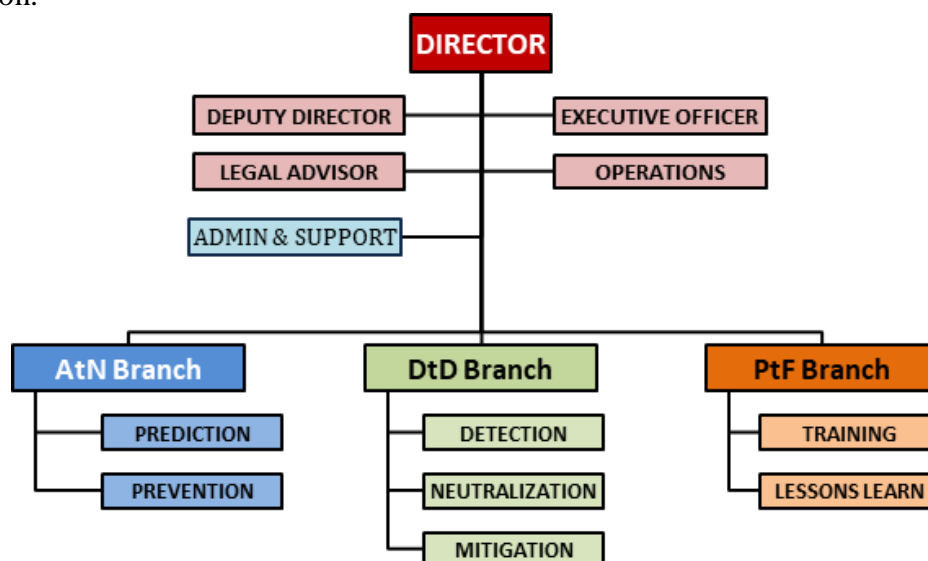 on.
DIRECTOR
DEPUTY DIRECTOR
EXECUTIVE OFFICER
LEGAL ADVISOR
OPERATIONS
ADMIN & SUPPORT
AtN Branch
DtD Branch
PtF Branch
PREDICTION
DETECTION
TRAINING
PREVENTION
NEUTRALIZATION
LESSONS LEARN
MITIGATION